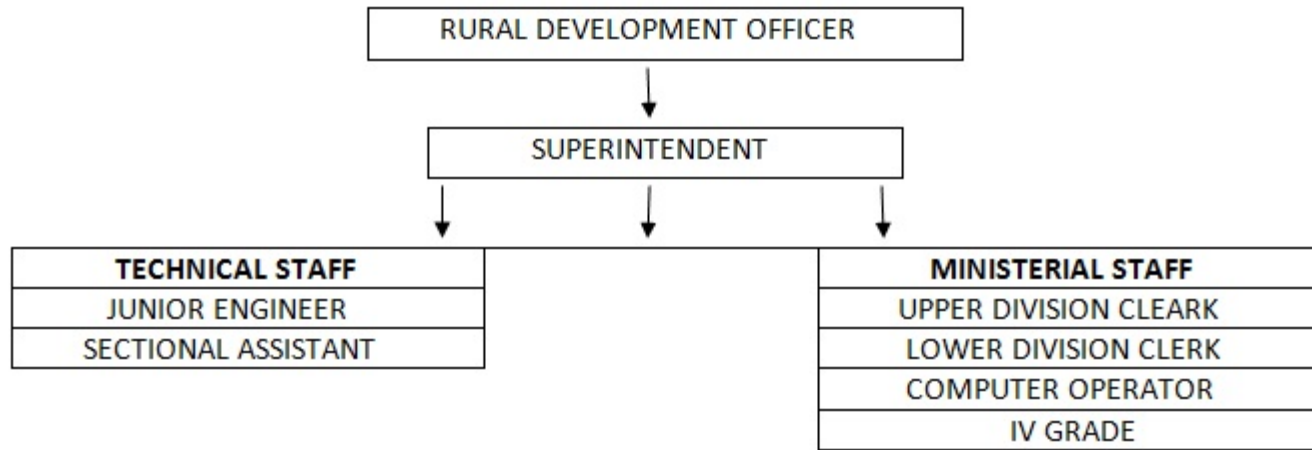 RURAL DEVELOPMENT OFFICER
SUPERINTENDENT
TECHNICAL STAFF
JUNIOR ENGINEER
SECTIONAL ASSISTANT
MINISTERIAL STAFF
UPPER DIVISION CLEARK
LOWER DIVISION CLERK
COMPUTER OPERATOR
IV GRADE